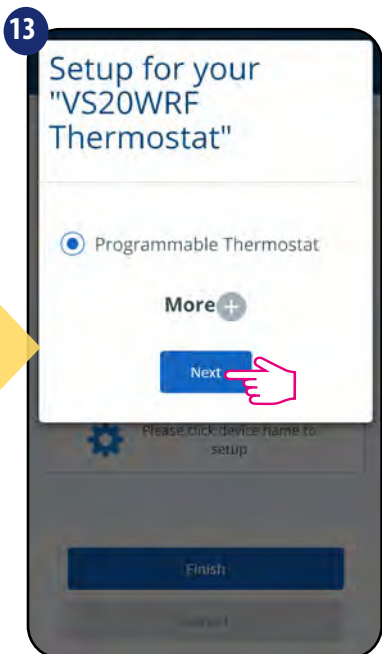 13
Setup for your
"VS20WRF
Thermostat"
Programmable Thermostat
More
Next
Please click device name to
setup
Finish